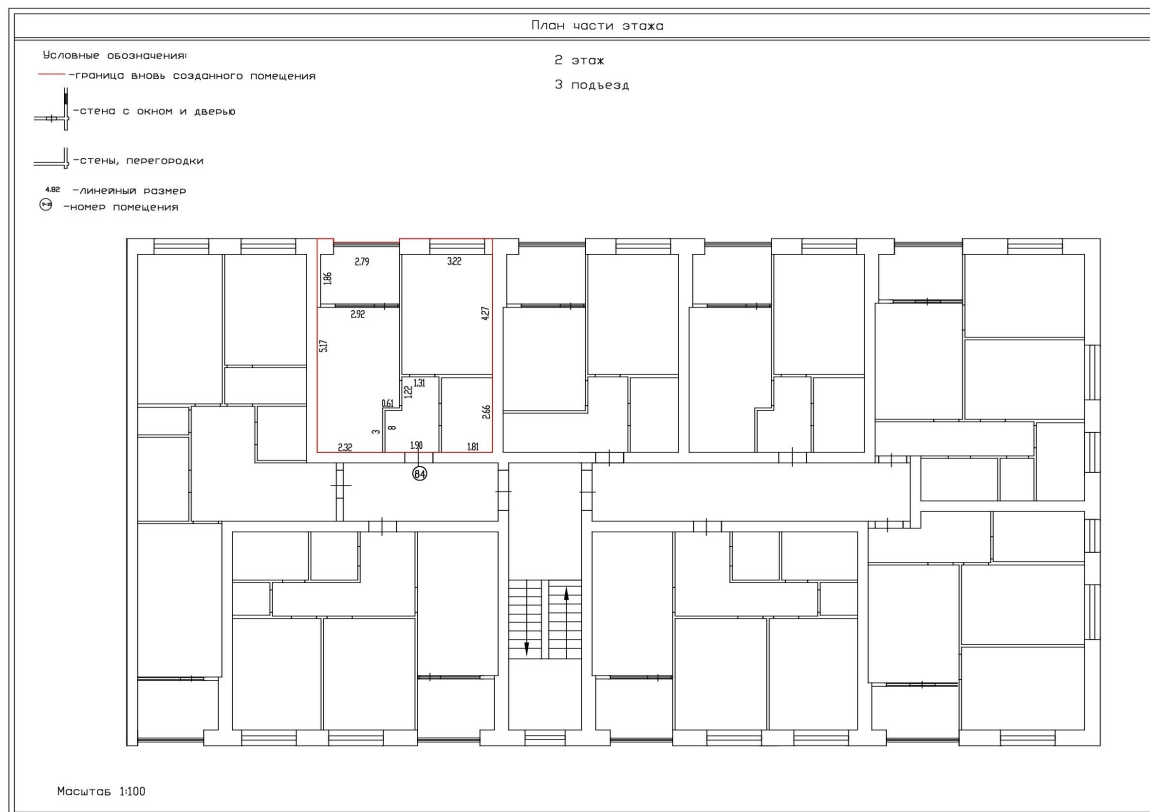 План части этажа
Условные обозначения:
2 этаж
-граница вновь созданного помещения
3 подъезд
-стена с окном и дверью
-стены, перегородки
4.82 -линейный размер
-номер помещения
2.79
3.22
1.86
2.92
4.27
5.17
1.31
1.22
0.61
2.66
3
8
2.32
1.90
1.81
84
Масштаб 1:100